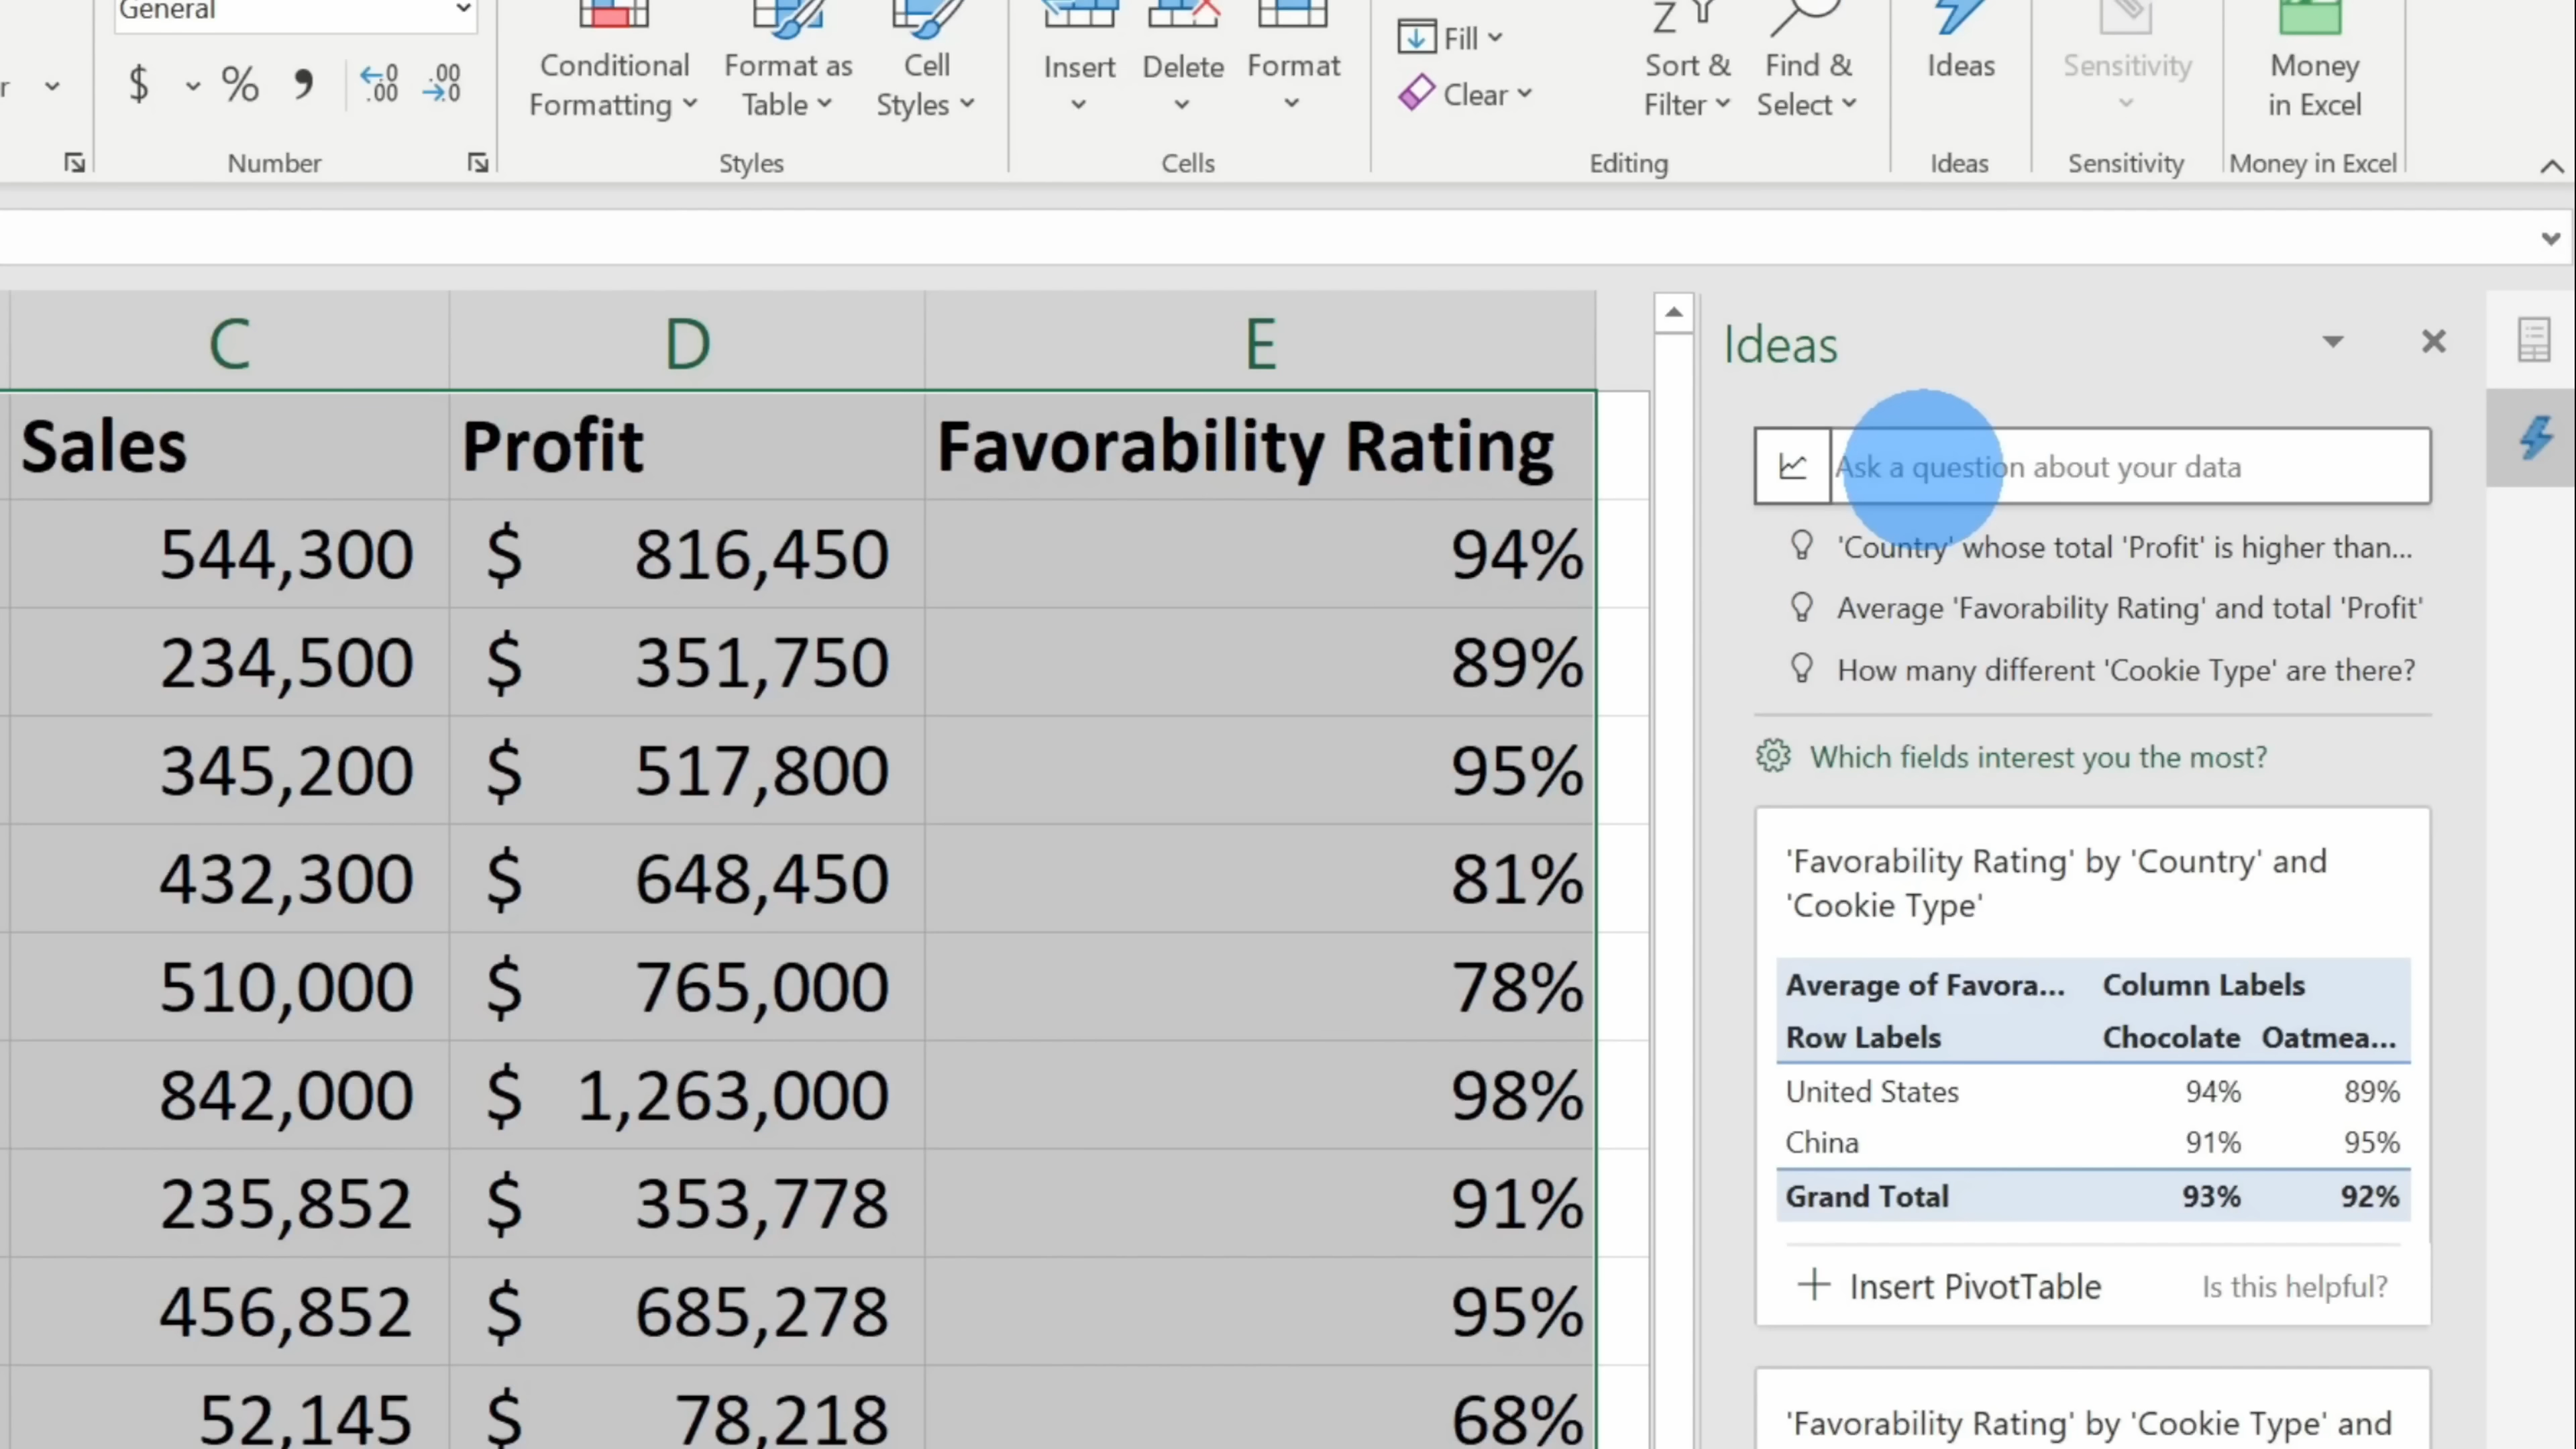 General
$ % , ←0 .00 .00 →.0
Conditional
Formatting
Format as
Table
Cell
Styles
Insert
Delete
Format
Fill
Clear
Z
Sort &
Filter
Find &
Select
Ideas
Sensitivity
Money
in Excel
r
Number
Styles
Cells
Editing
Ideas
Sensitivity
Money in Excel
C D E
Sales Profit Favorability Rating
544,300 $ 816,450 94%
234,500 $ 351,750 89%
345,200 $ 517,800 95%
432,300 $ 648,450 81%
510,000 $ 765,000 78%
842,000 $ 1,263,000 98%
235,852 $ 353,778 91%
456,852 $ 685,278 95%
52,145 $ 78,218 68%
Ideas
Ask a question about your data
'Country' whose total 'Profit' is higher than...
Average 'Favorability Rating' and total 'Profit'
How many different 'Cookie Type' are there?
Which fields interest you the most?
'Favorability Rating' by 'Country' and
'Cookie Type'
Average of Favora... Column Labels
Row Labels Chocolate Oatmea...
United States 94% 89%
China 91% 95%
Grand Total 93% 92%
+ Insert PivotTable Is this helpful?
'Favorability Rating' by 'Cookie Type' and